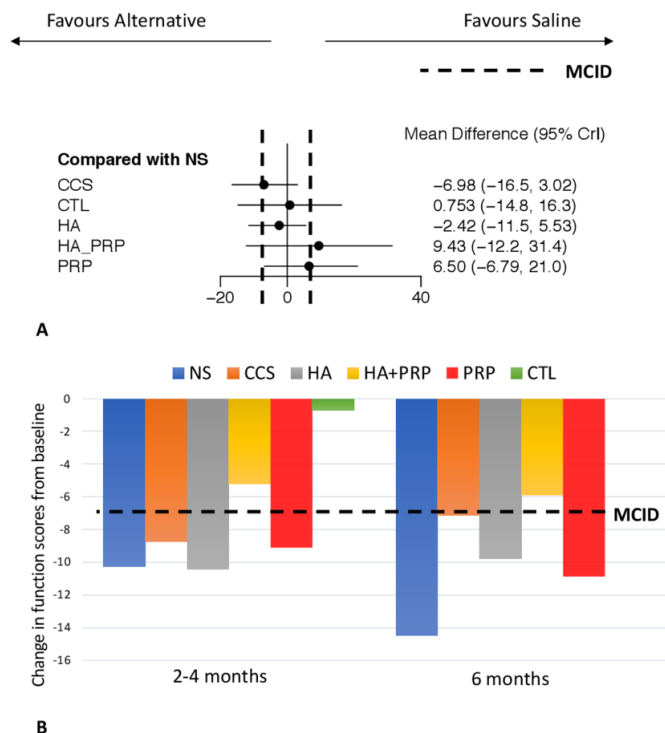 Favours Alternative Favours Saline
MCID
Mean Difference (95% CrI)
Compared with NS
CCS −6.98 (−16.5, 3.02)
CTL 0.753 (−14.8, 16.3)
HA −2.42 (−11.5, 5.53)
HA_PRP 9.43 (−12.2, 31.4)
PRP 6.50 (−6.79, 21.0)
−20 0 40
A
NS CCS HA HA+PRP PRP CTL
Change in function scores from baseline
0
-2
-4
-6
MCID
-8
-10
-12
-14
-16
2-4 months 6 months
B